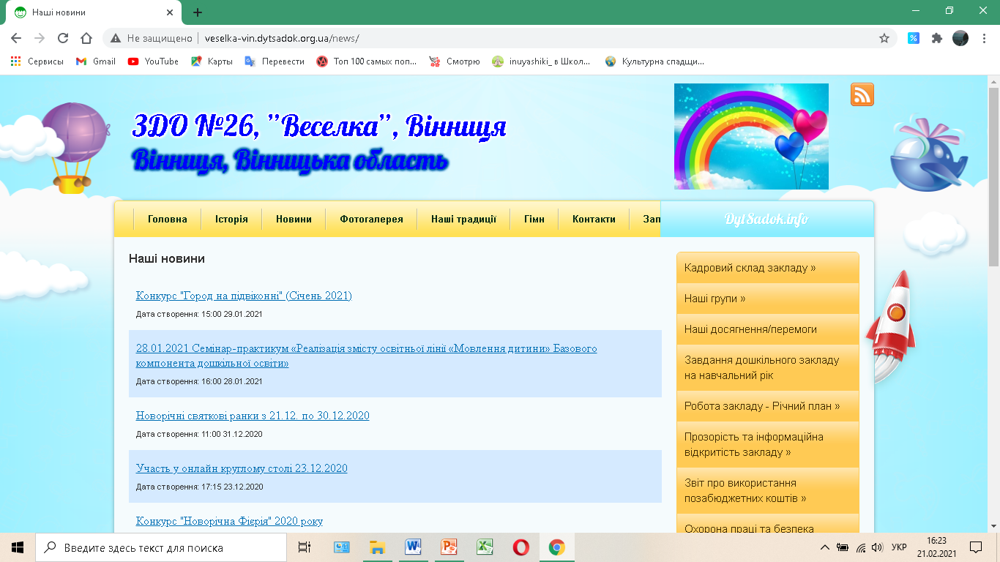 Наші новини
Не защищено
veselka-vin.dytsadok.org.ua/news/
Сервисы
Gmail
YouTube
Карты
Перевести
Топ 100 самых поп...
Смотрю
inuyashiki_ в Школ...
Культурна спадщи...
ЗДО №26, ”Веселка”, Вінниця
Вінниця, Вінницька область
Головна
Історія
Новини
Фотогалерея
Наші традиції
Гімн
Контакти
Зап
DytSadok.info
Наші новини
Конкурс "Город на підвіконні" (Січень 2021)
Дата створення: 15:00 29.01.2021
28.01.2021 Семінар-практикум «Реалізація змісту освітньої лінії «Мовлення дитини» Базового
компонента дошкільної освіти»
Дата створення: 16:00 28.01.2021
Новорічні святкові ранки з 21.12. по 30.12.2020
Дата створення: 11:00 31.12.2020
Участь у онлайн круглому столі 23.12.2020
Дата створення: 17:15 23.12.2020
Конкурс "Новорічна Фієрія" 2020 року
Кадровий склад закладу »
Наші групи »
Наші досягнення/перемоги
Завдання дошкільного закладу
на навчальний рік
Робота закладу - Річний план »
Прозорість та інформаційна
відкритість закладу »
Звіт про використання
позабюджетних коштів »
Охорона праці та безпека
Введите здесь текст для поиска
УКР
16:23
21.02.2021